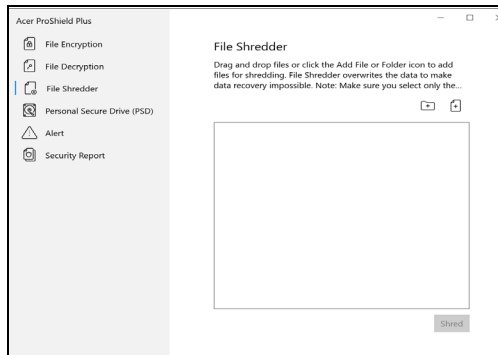 Acer ProShield Plus
File Encryption
File Decryption
File Shredder
Personal Secure Drive (PSD)
Alert
Security Report
File Shredder
Drag and drop files or click the Add File or Folder icon to add
files for shredding. File Shredder overwrites the data to make
data recovery impossible. Note: Make sure you select only the...
Shred